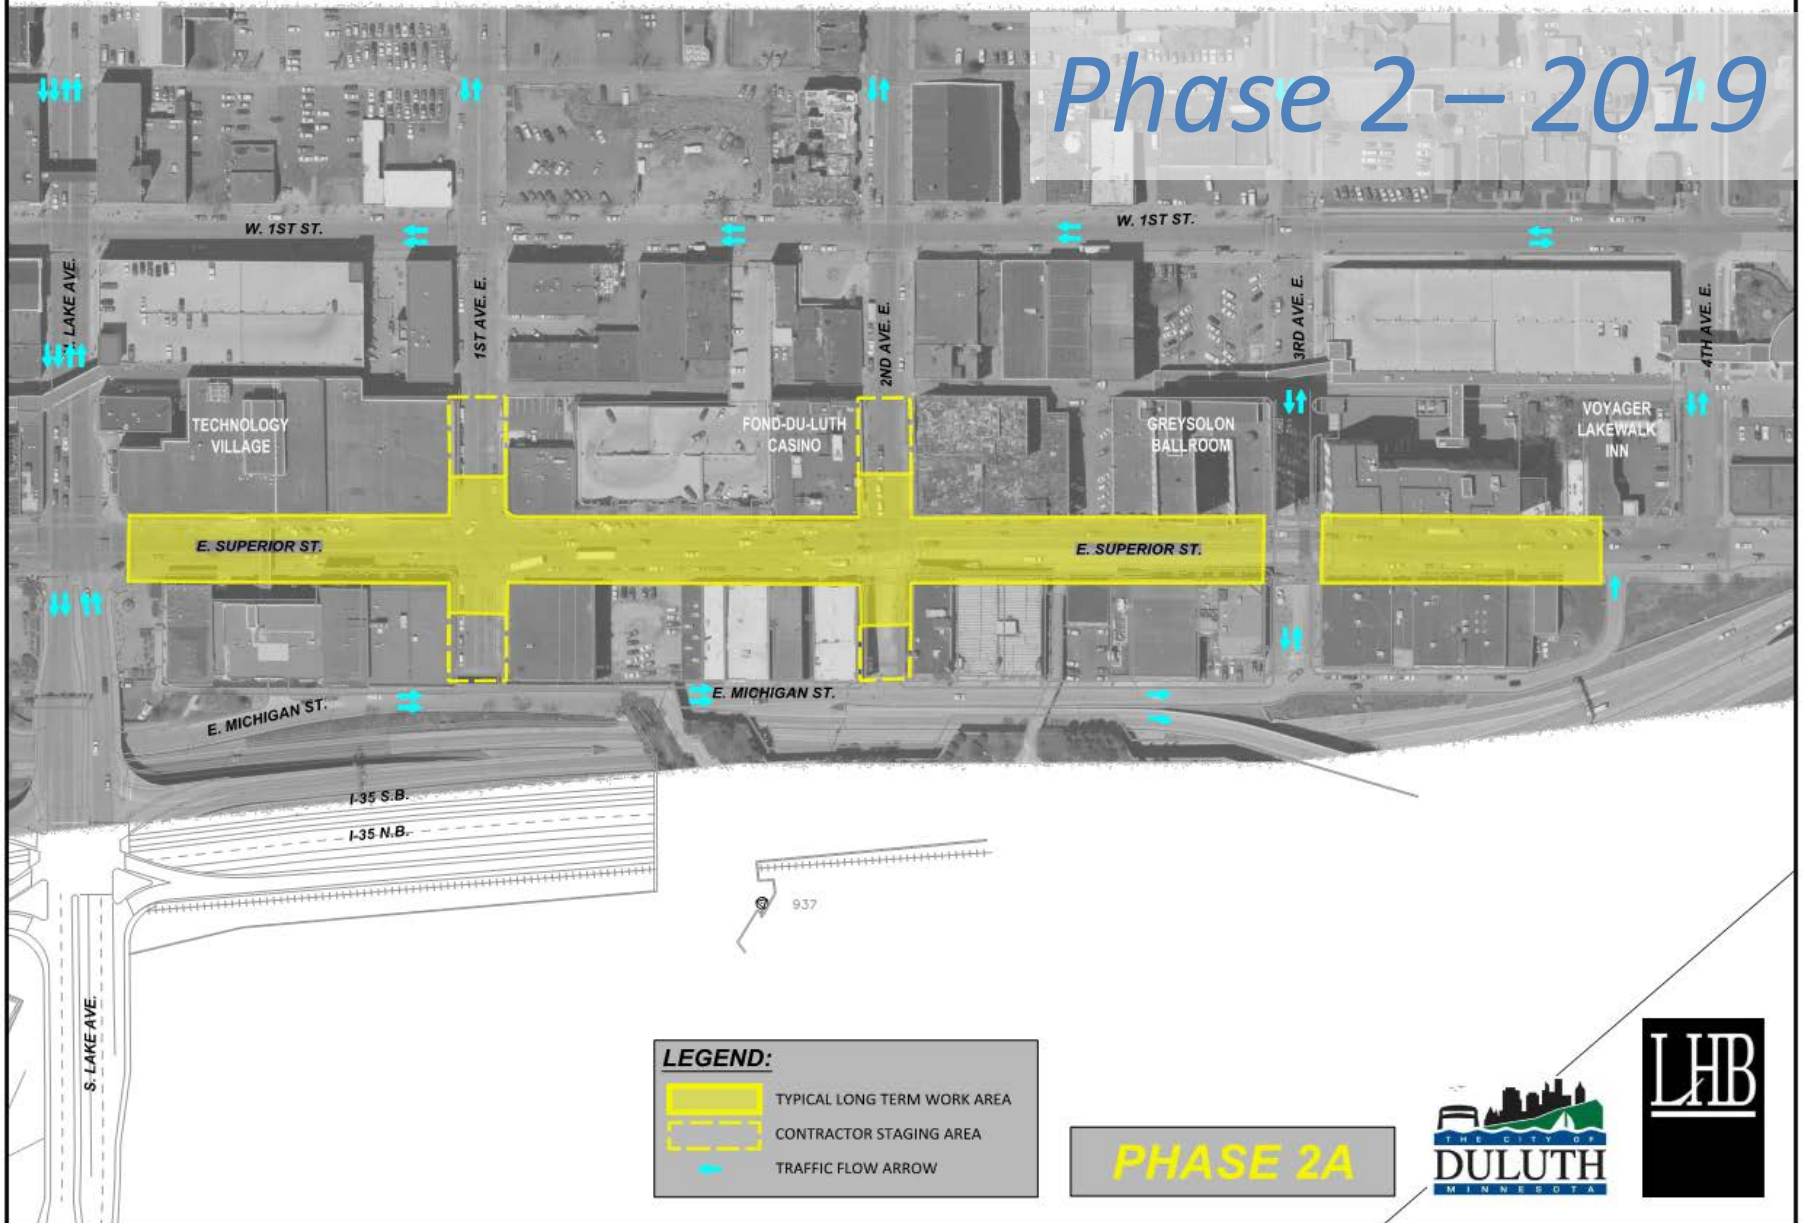 Phase 2 – 2019
W. 1ST ST.
W. 1ST ST.
LAKE AVE.
1ST AVE. E.
2ND AVE. E.
3RD AVE. E.
4TH AVE. E.
TECHNOLOGY
VILLAGE
FOND-DU-LUTH
CASINO
GREYSOLON
BALLROOM
VOYAGER
LAKEWALK
INN
E. SUPERIOR ST.
E. SUPERIOR ST.
E. MICHIGAN ST.
E. MICHIGAN ST.
I-35 S.B.
I-35 N.B.
937
S. LAKE AVE.
LEGEND:
TYPICAL LONG TERM WORK AREA
CONTRACTOR STAGING AREA
TRAFFIC FLOW ARROW
PHASE 2A
THE CITY OF
DULUTH
MINNESOTA
LHB